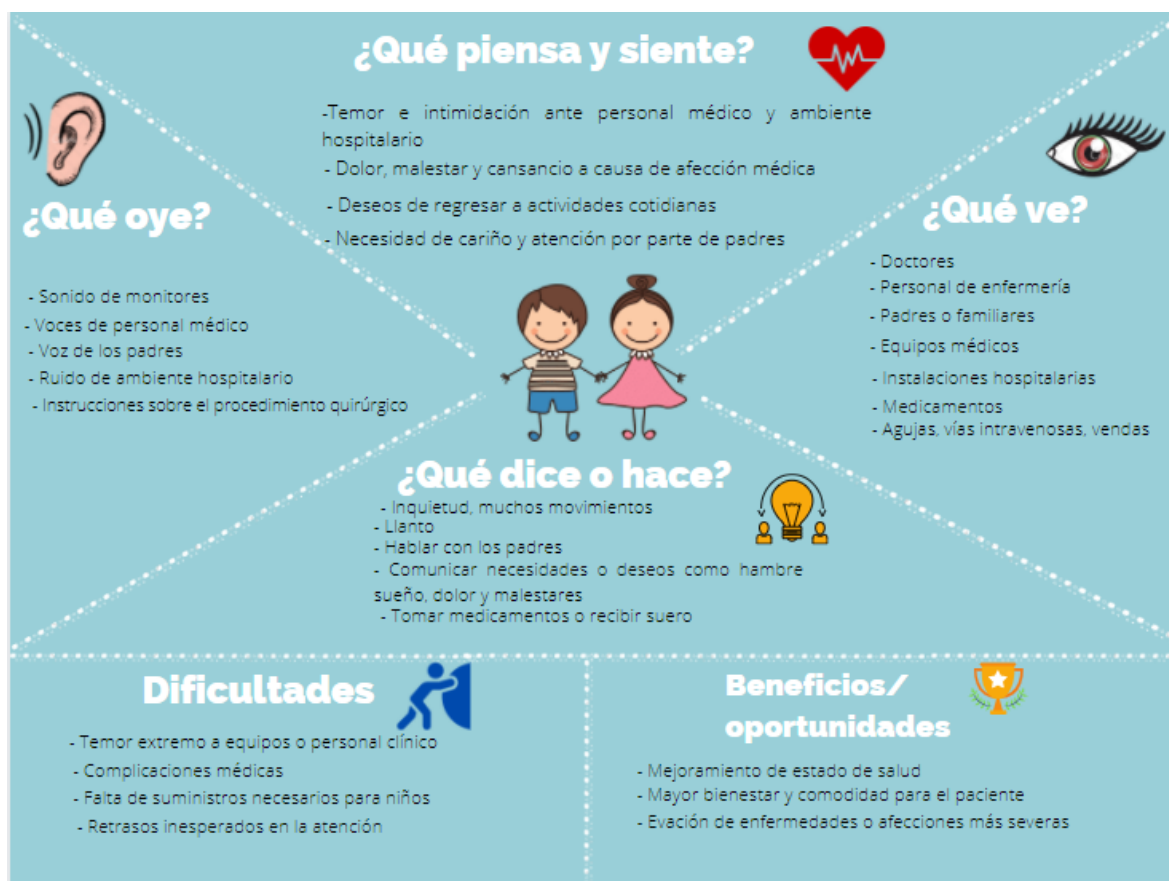 ¿Qué piensa y siente?
-Temor e intimidación ante personal médico y ambiente
hospitalario
- Dolor, malestar y cansancio a causa de afección médica
- Deseos de regresar a actividades cotidianas
- Necesidad de cariño y atención por parte de padres
¿Qué oye?
- Sonido de monitores
- Voces de personal médico
- Voz de los padres
- Ruido de ambiente hospitalario
- Instrucciones sobre el procedimiento quirúrgico
¿Qué ve?
- Doctores
- Personal de enfermería
- Padres o familiares
- Equipos médicos
- Instalaciones hospitalarias
- Medicamentos
- Agujas, vías intravenosas, vendas
¿Qué dice o hace?
- Inquietud, muchos movimientos
- Llanto
- Hablar con los padres
- Comunicar necesidades o deseos como hambre
sueño, dolor y malestares
- Tomar medicamentos o recibir suero
Dificultades
- Temor extremo a equipos o personal clínico
- Complicaciones médicas
- Falta de suministros necesarios para niños
- Retrasos inesperados en la atención
Beneficios/
oportunidades
- Mejoramiento de estado de salud
- Mayor bienestar y comodidad para el paciente
- Evación de enfermedades o afecciones más severas